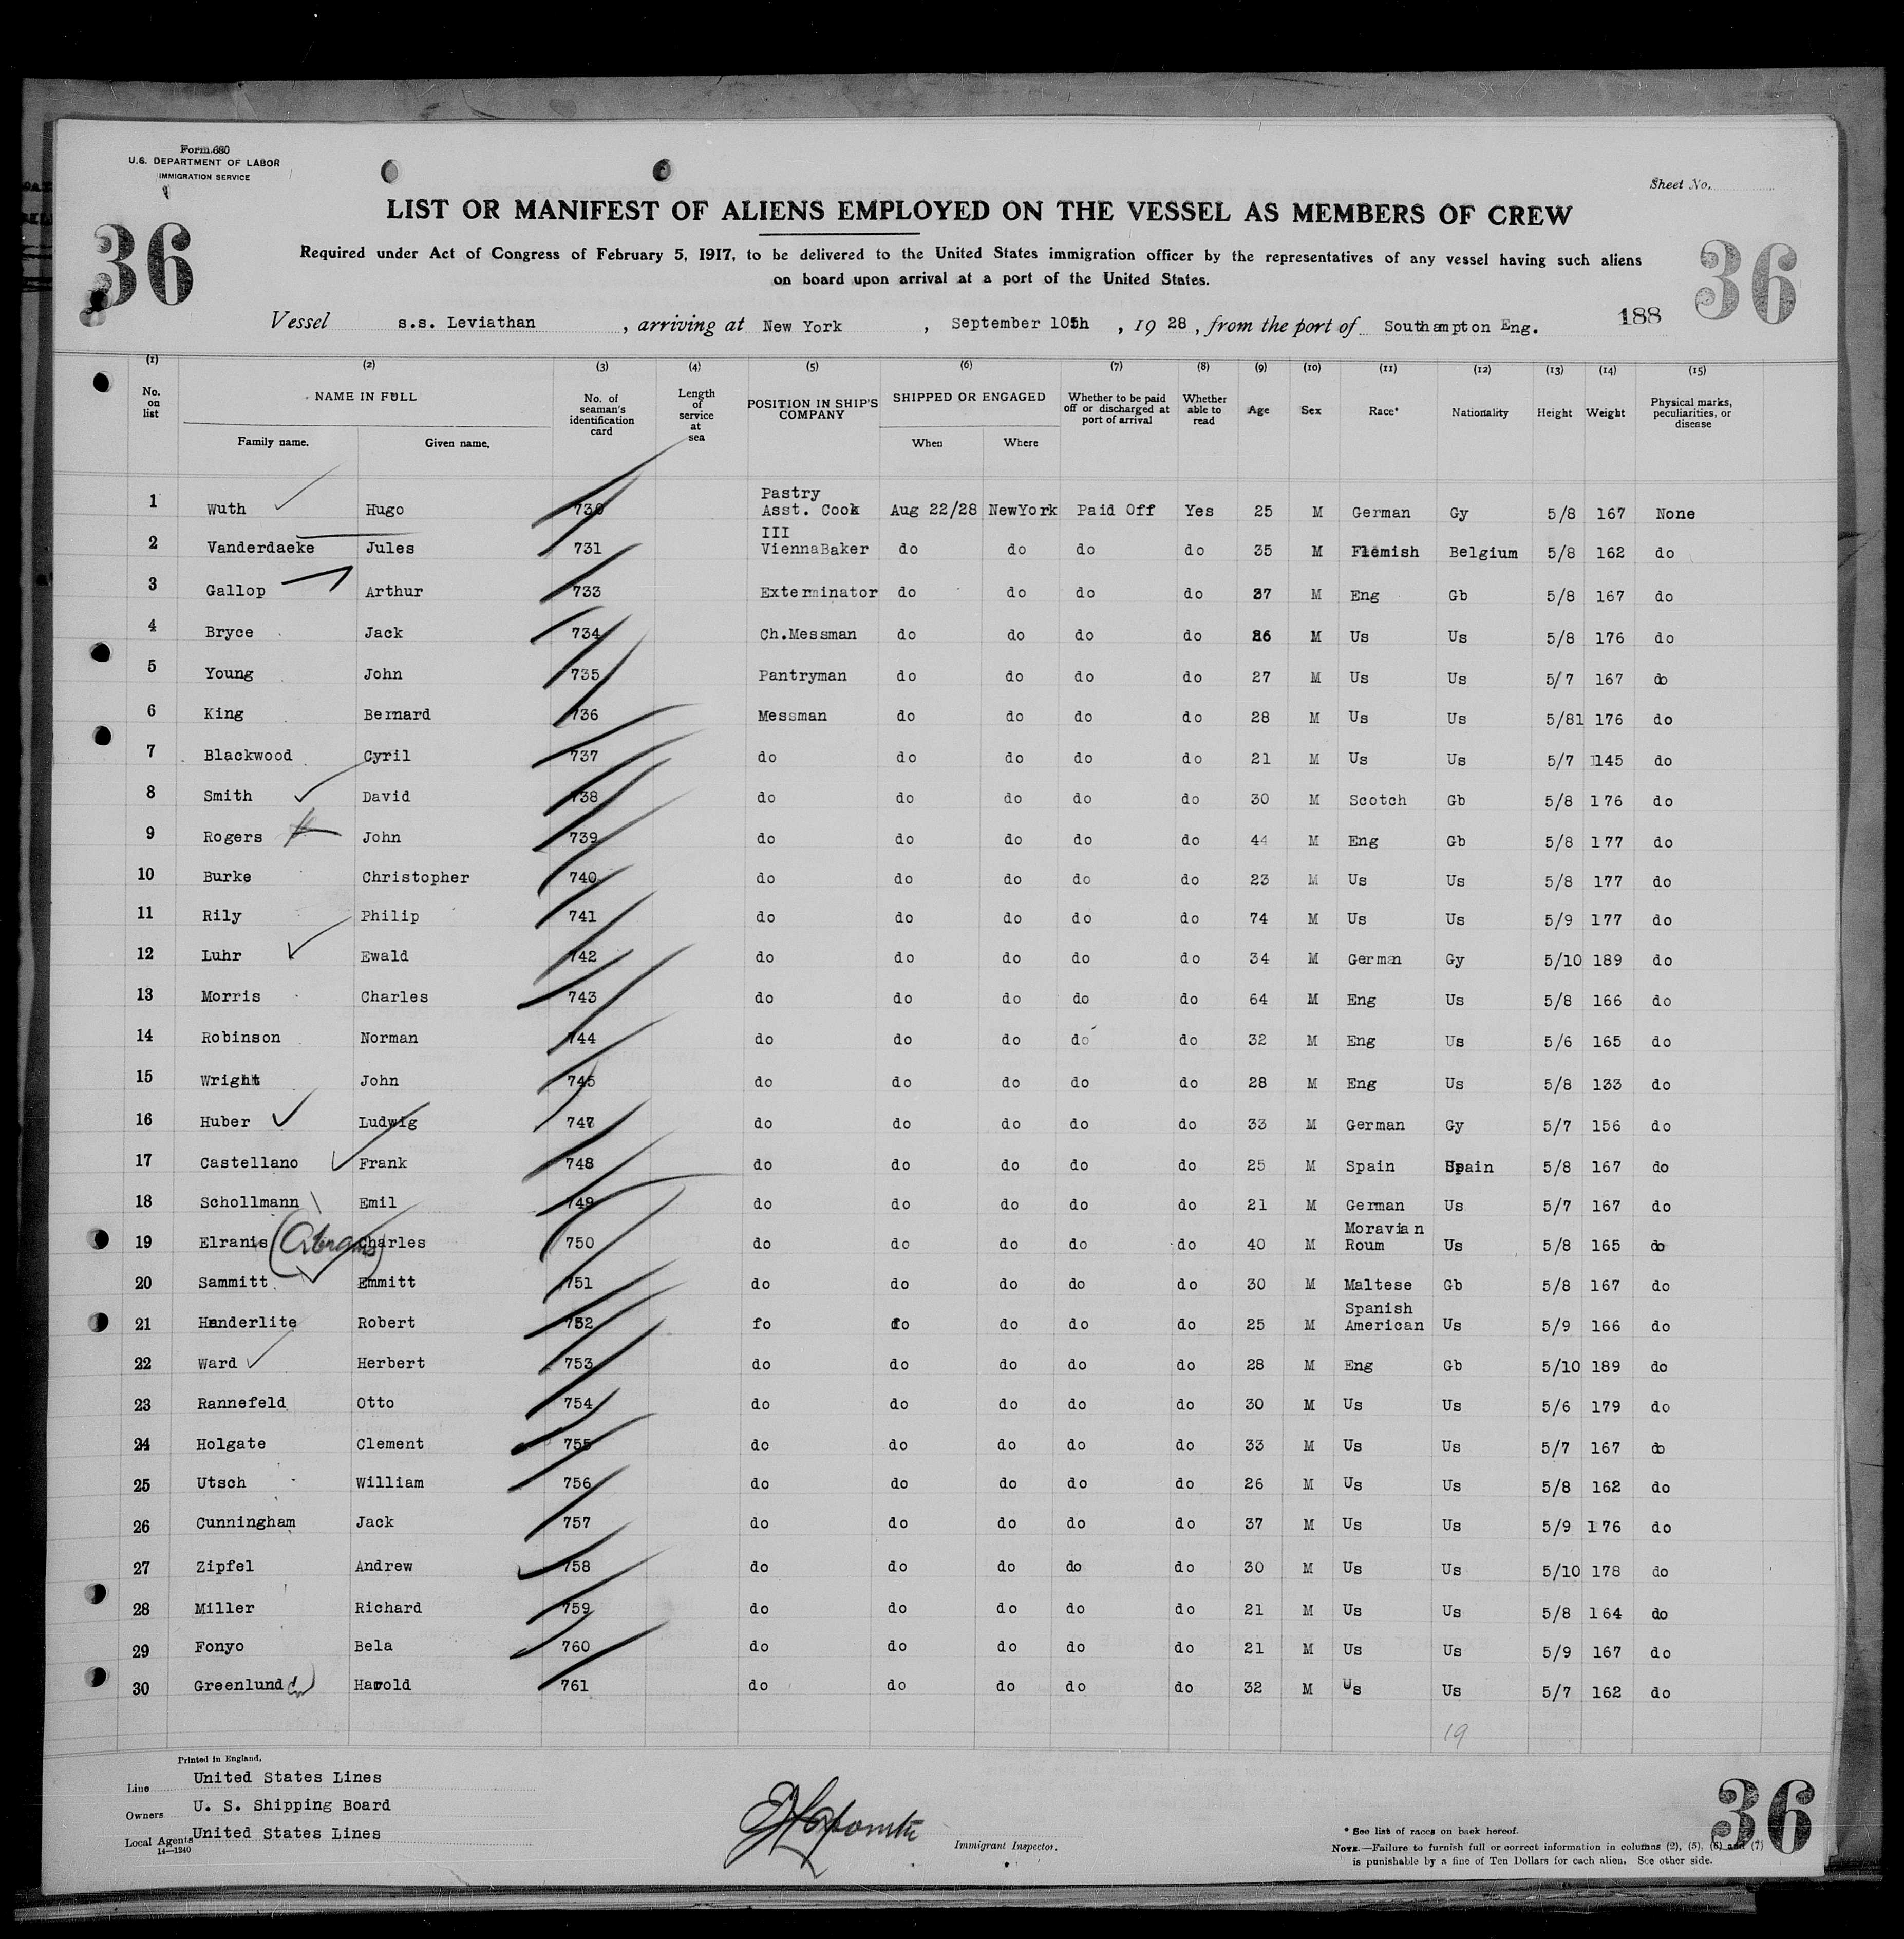 Form 680
U.S. DEPARTMENT OF LABOR
IMMIGRATION SERVICE
Sheet No.
36
LIST OR MANIFEST OF ALIENS EMPLOYED ON THE VESSEL AS MEMBERS OF CREW
36
Required under Act of Congress of February 5, 1917, to be delivered to the United States immigration officer by the representatives of any vessel having such aliens
on board upon arrival at a port of the United States.
188
Vessel s.s. Leviathan , arriving at New York , September 10th , 19 28 , from the port of Southampton Eng.
(1) (2) (3) (4) (5) (6) (7) (8) (9) (10) (11) (12) (13) (14) (15)
No. on list NAME IN FULL Family name. Given name. No. of seaman's identification card Length of service at sea POSITION IN SHIP'S COMPANY SHIPPED OR ENGAGED When Where Whether to be paid off or discharged at port of arrival Whether able to read Age Sex Race* Nationality Height Weight Physical marks, peculiarities, or disease
1 Wuth Hugo 730 Pastry Asst. Cook Aug 22/28 NewYork Paid Off Yes 25 M German Gy 5/8 167 None
2 Vanderdaeke Jules 731 III ViennaBaker do do do do 35 M Flemish Belgium 5/8 162 do
3 Gallop Arthur 733 Exterminator do do do do 37 M Eng Gb 5/8 167 do
4 Bryce Jack 734 Ch.Messman do do do do 26 M Us Us 5/8 176 do
5 Young John 735 Pantryman do do do do 27 M Us Us 5/7 167 do
6 King Bernard 736 Messman do do do do 28 M Us Us 5/81 176 do
7 Blackwood Cyril 737 do do do do do 21 M Us Us 5/7 145 do
8 Smith David 738 do do do do do 30 M Scotch Gb 5/8 176 do
9 Rogers John 739 do do do do do 44 M Eng Gb 5/8 177 do
10 Burke Christopher 740 do do do do do 23 M Us Us 5/8 177 do
11 Rily Philip 741 do do do do do 74 M Us Us 5/9 177 do
12 Luhr Ewald 742 do do do do do 34 M German Gy 5/10 189 do
13 Morris Charles 743 do do do do do 64 M Eng Us 5/8 166 do
14 Robinson Norman 744 do do do do do 32 M Eng Us 5/6 165 do
15 Wright John 745 do do do do do 28 M Eng Us 5/8 133 do
16 Huber Ludwig 747 do do do do do 33 M German Gy 5/7 156 do
17 Castellano Frank 748 do do do do do 25 M Spain Spain 5/8 167 do
18 Schollmann Emil 749 do do do do do 21 M German Us 5/7 167 do
19 Elranis (Abrams) Charles 750 do do do do do 40 M Moravian Roum Us 5/8 165 do
20 Sammitt Emmitt 751 do do do do do 30 M Maltese Gb 5/8 167 do
21 Handerlite Robert 752 fo do do do do 25 M Spanish American Us 5/9 166 do
22 Ward Herbert 753 do do do do do 28 M Eng Gb 5/10 189 do
23 Rannefeld Otto 754 do do do do do 30 M Us Us 5/6 179 do
24 Holgate Clement 755 do do do do do 33 M Us Us 5/7 167 do
25 Utsch William 756 do do do do do 26 M Us Us 5/8 162 do
26 Cunningham Jack 757 do do do do do 37 M Us Us 5/9 176 do
27 Zipfel Andrew 758 do do do do do 30 M Us Us 5/10 178 do
28 Miller Richard 759 do do do do do 21 M Us Us 5/8 164 do
29 Fonyo Bela 760 do do do do do 21 M Us Us 5/9 167 do
30 Greenlund Harold 761 do do do do do 32 M Us Us 5/7 162 do
19
Printed in England.
Line United States Lines
Owners U. S. Shipping Board
Local Agents United States Lines
14—1240
Immigrant Inspector.
36
* See list of races on back hereof.
NOTE.—Failure to furnish full or correct information in columns (2), (5), (6) and (7)
is punishable by a fine of Ten Dollars for each alien. See other side.